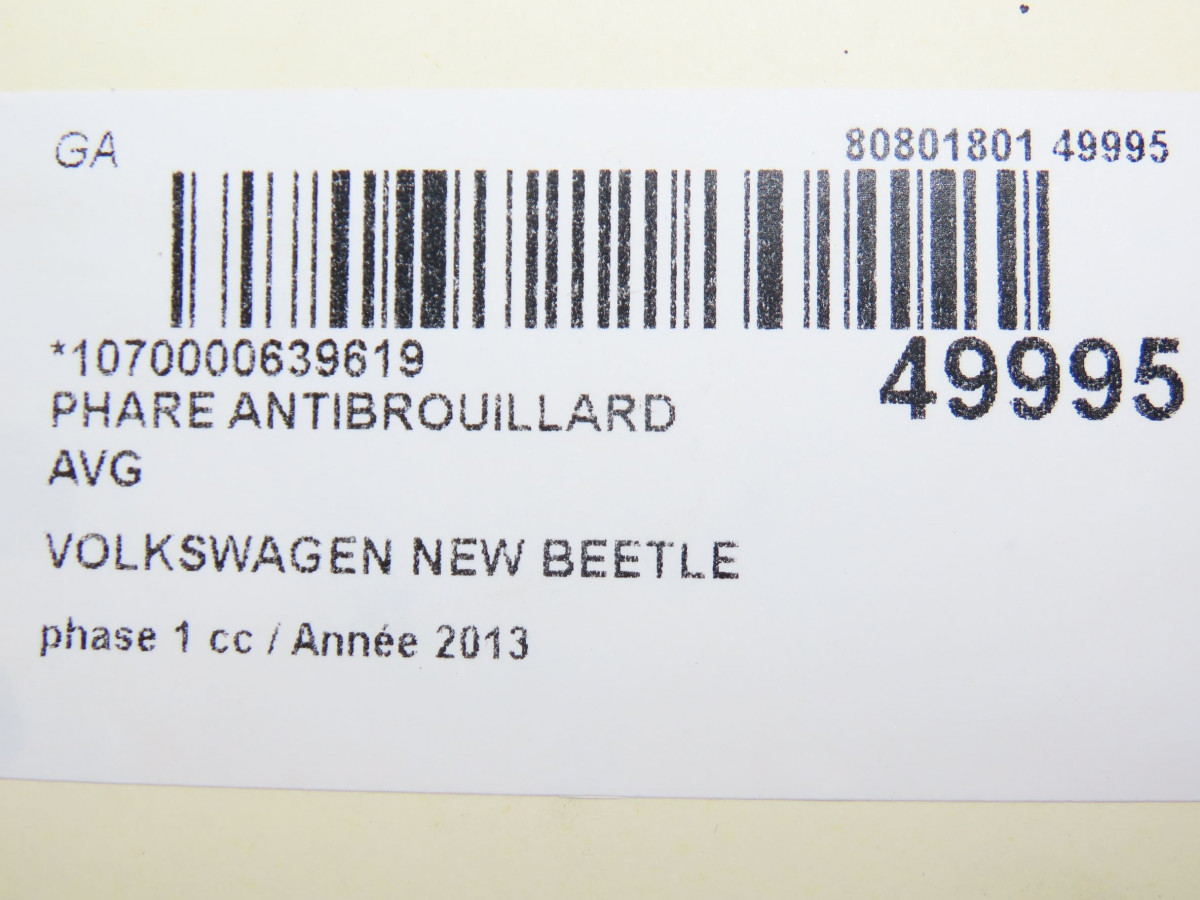 GA
80801801 49995
*1070000639619
49995
PHARE ANTIBROUILLARD
AVG
VOLKSWAGEN NEW BEETLE
phase 1 cc / Année 2013